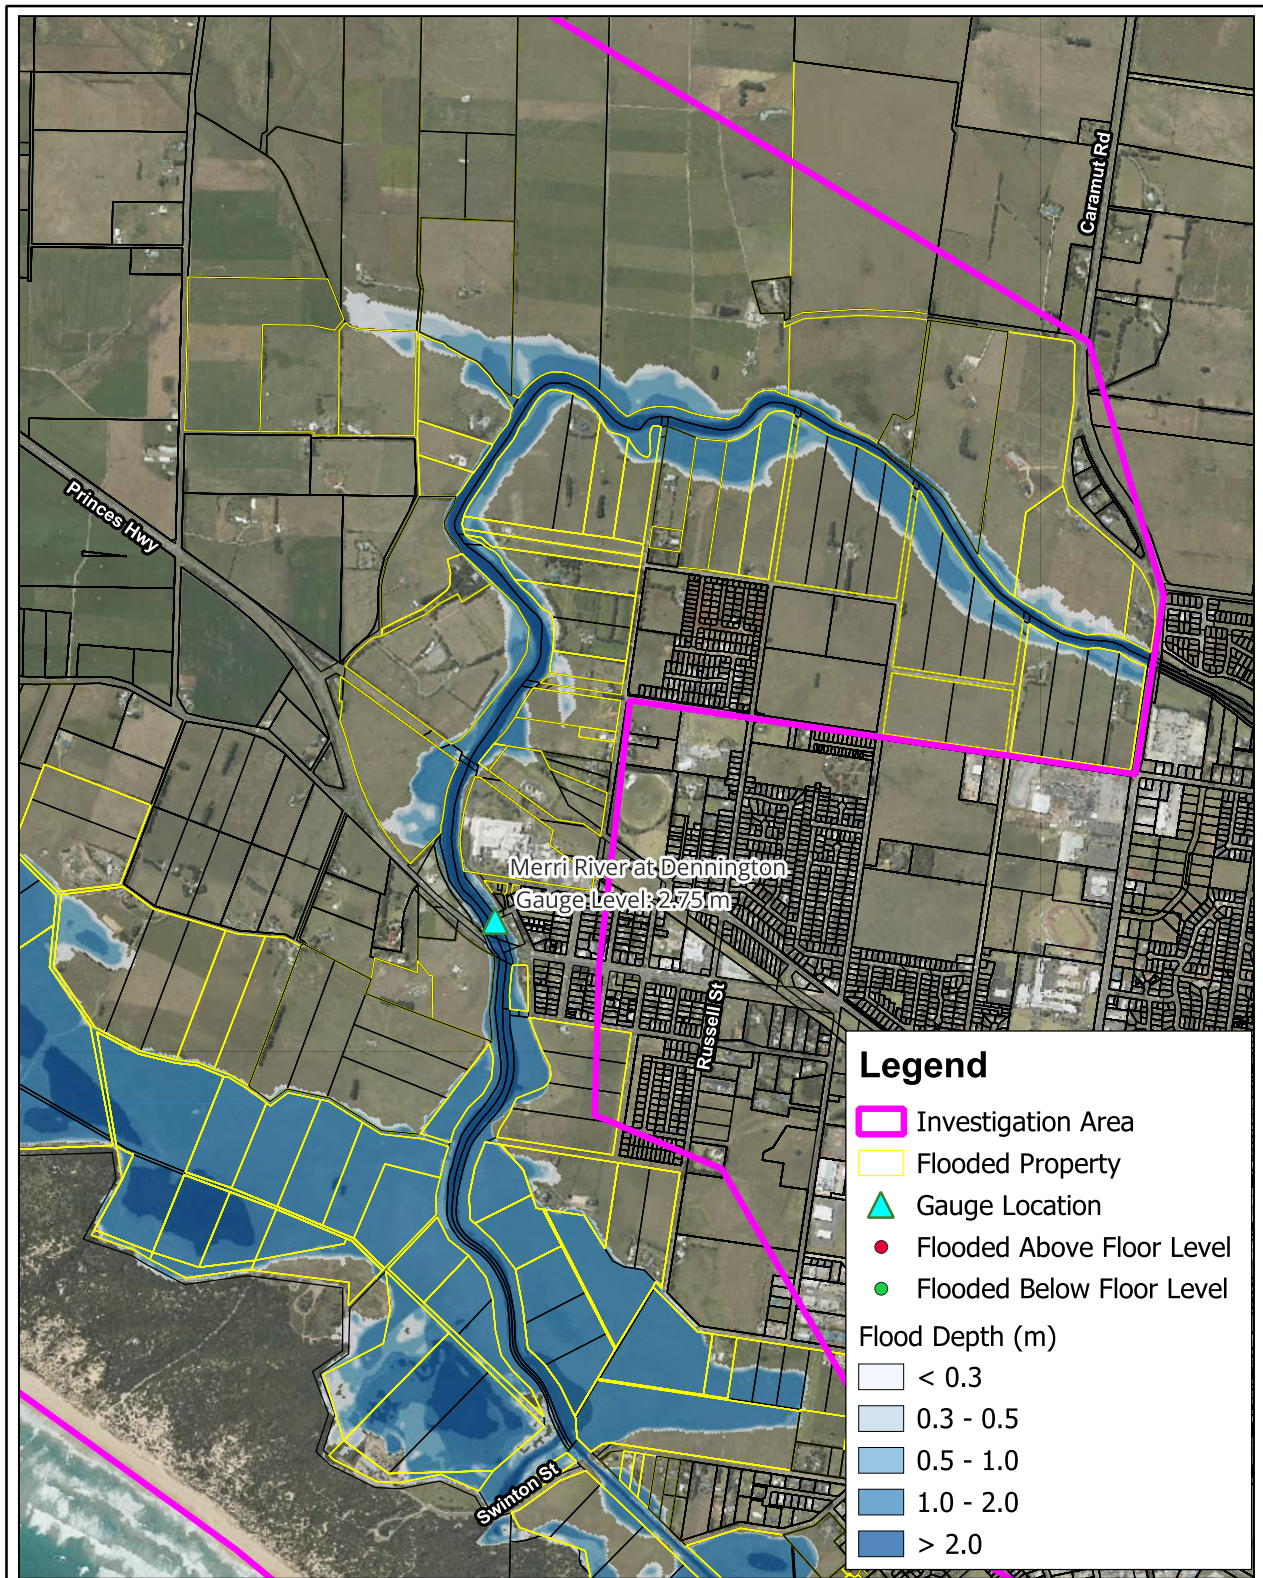 Caramut Rd
Princes Hwy
Merri River at Dennington
Gauge Level: 2.75 m
Russell St
Swinton St
Legend
Investigation Area
Flooded Property
Gauge Location
Flooded Above Floor Level
Flooded Below Floor Level
Flood Depth (m)
< 0.3
0.3 - 0.5
0.5 - 1.0
1.0 - 2.0
> 2.0